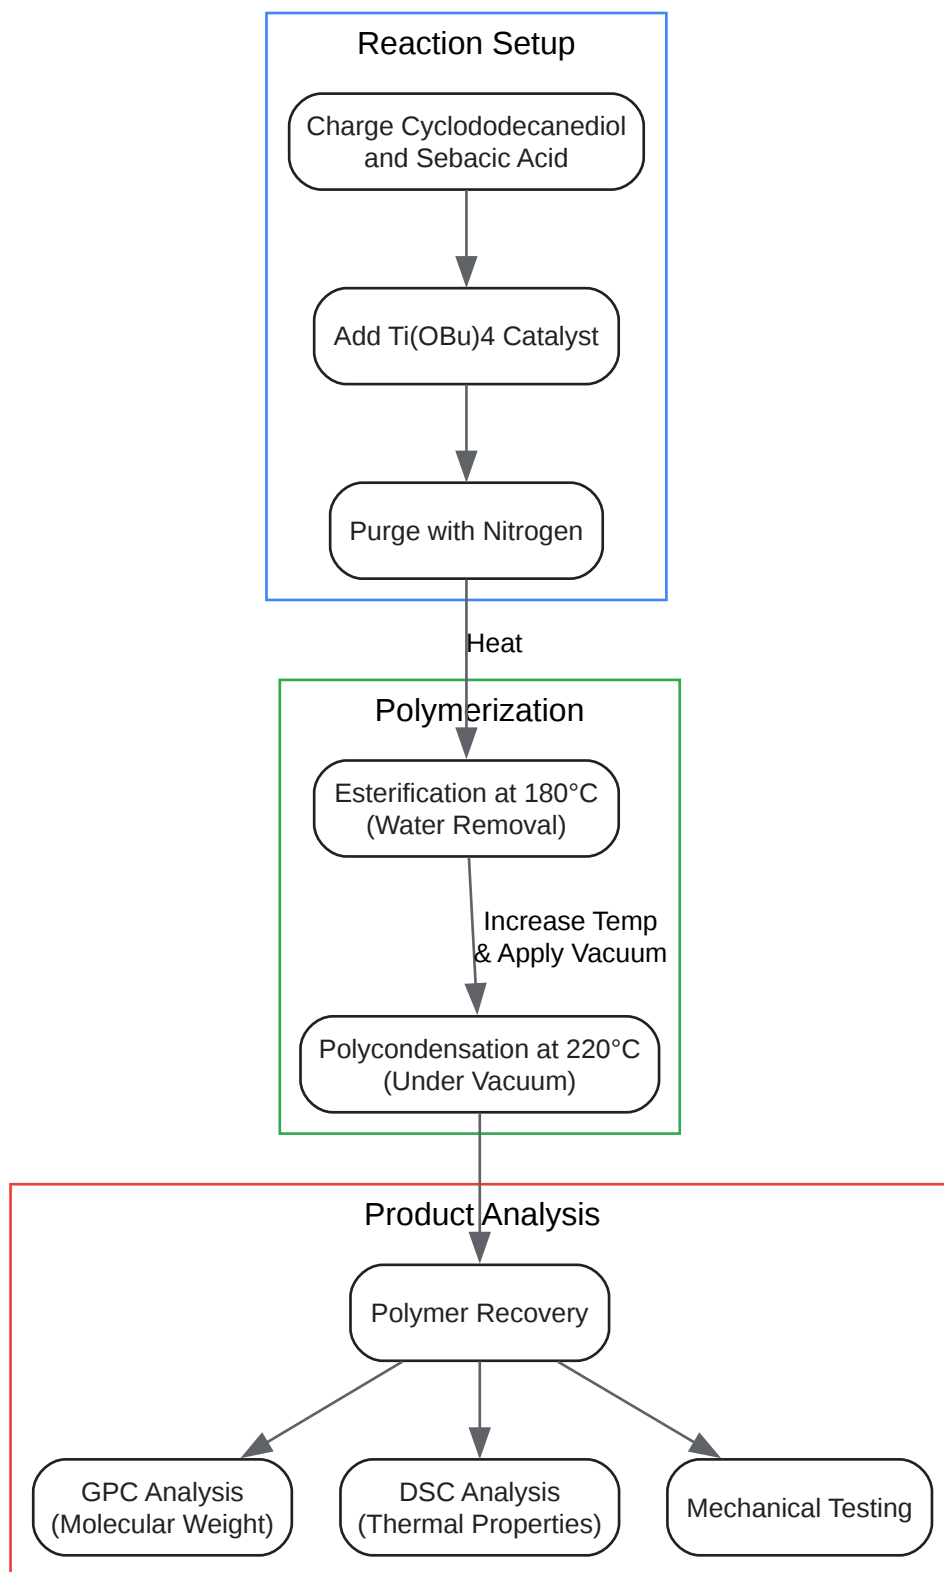 Reaction Setup
Charge Cyclododecanediol
and Sebacic Acid
Add Ti(OBu)4 Catalyst
Purge with Nitrogen
Heat
Polymerization
Esterification at 180°C
(Water Removal)
Increase Temp
& Apply Vacuum
Polycondensation at 220°C
(Under Vacuum)
Product Analysis
Polymer Recovery
GPC Analysis
(Molecular Weight)
DSC Analysis
(Thermal Properties)
Mechanical Testing